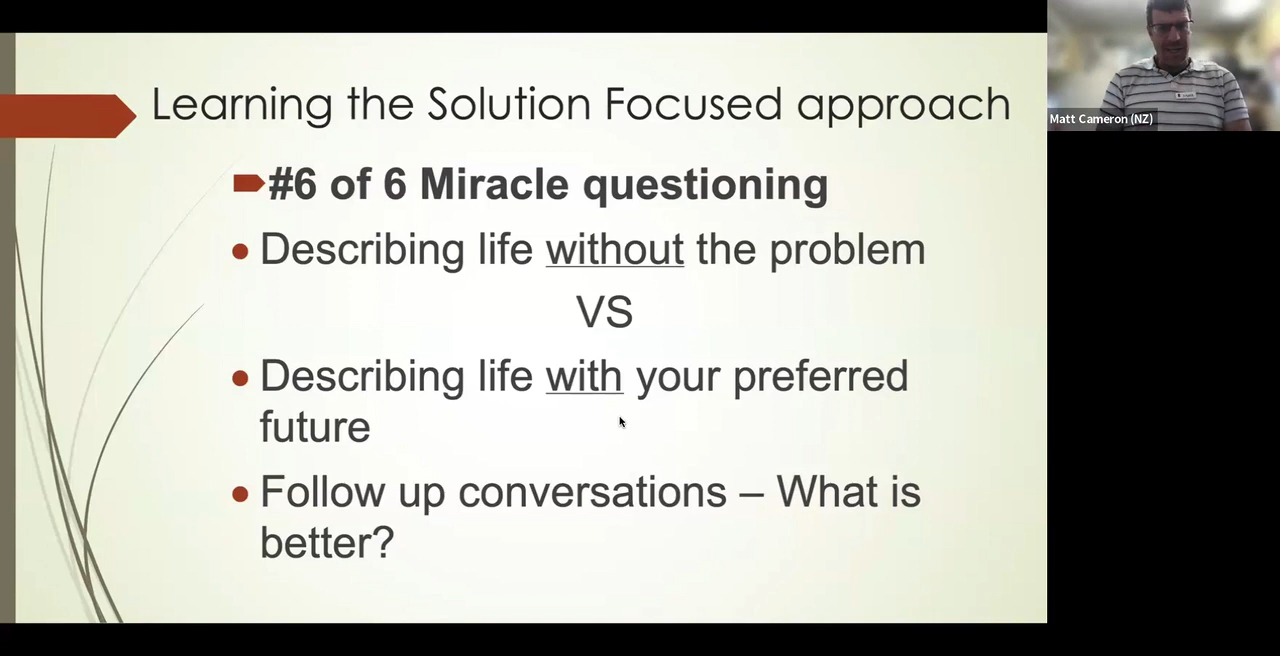 Learning the Solution Focused approach
#6 of 6 Miracle questioning
Describing life without the problem
VS
Describing life with your preferred
future
Follow up conversations – What is
better?
Matt Cameron (NZ)